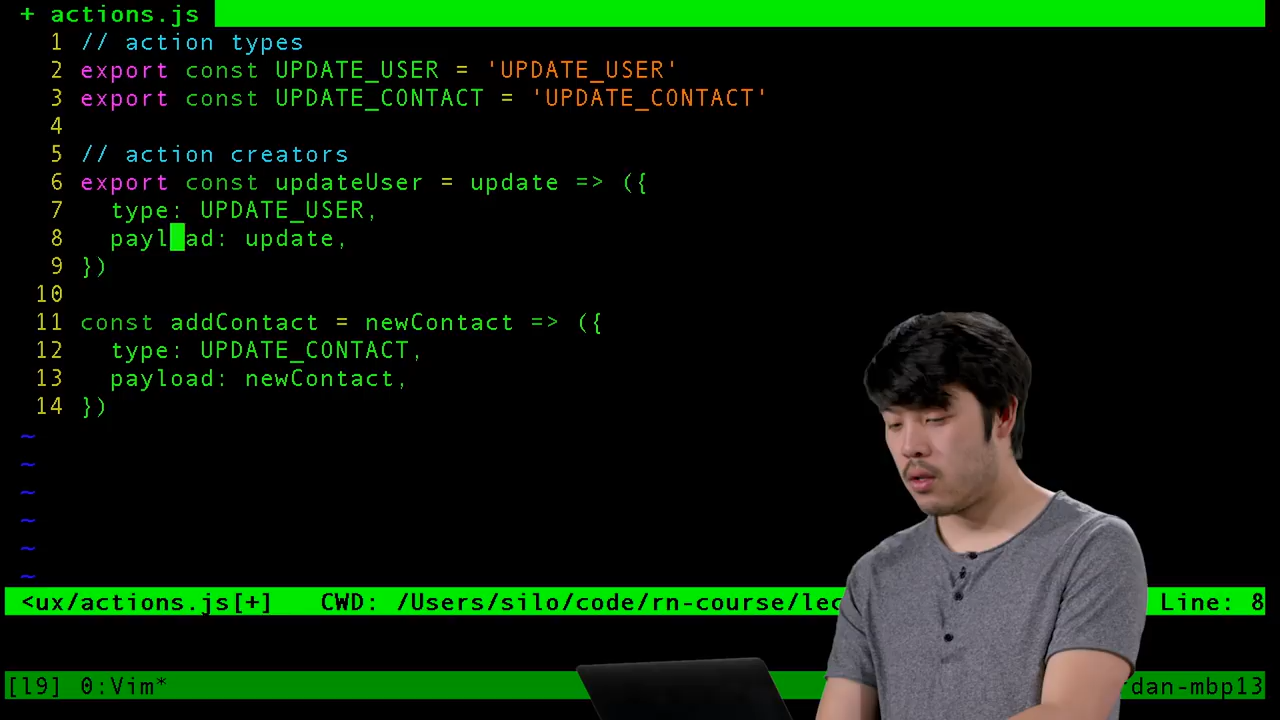 + actions.js
1 // action types
2 export const UPDATE_USER = 'UPDATE_USER'
3 export const UPDATE_CONTACT = 'UPDATE_CONTACT'
4
5 // action creators
6 export const updateUser = update => ({
7   type: UPDATE_USER,
8   payload: update,
9 })
10
11 const addContact = newContact => ({
12   type: UPDATE_CONTACT,
13   payload: newContact,
14 })
~
~
~
~
~
~
<ux/actions.js[+] CWD: /Users/silo/code/rn-course/lec Line: 8
[l9] 0:Vim* dan-mbp13